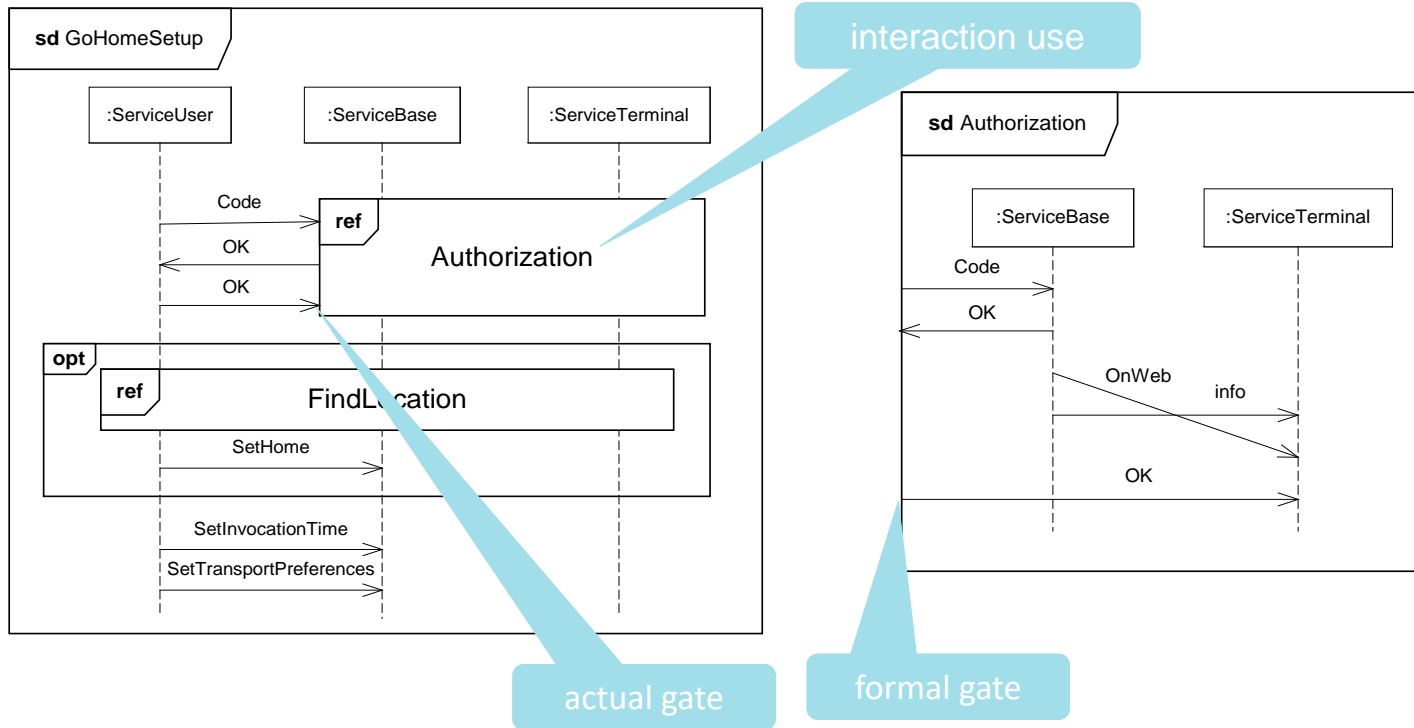 sd GoHomeSetup
interaction use
:ServiceUser
:ServiceBase
:ServiceTerminal
Code
ref
OK
Authorization
OK
opt
ref
FindLocation
SetHome
SetInvocationTime
SetTransportPreferences
actual gate
sd Authorization
:ServiceBase
:ServiceTerminal
Code
OK
OnWeb
info
OK
formal gate